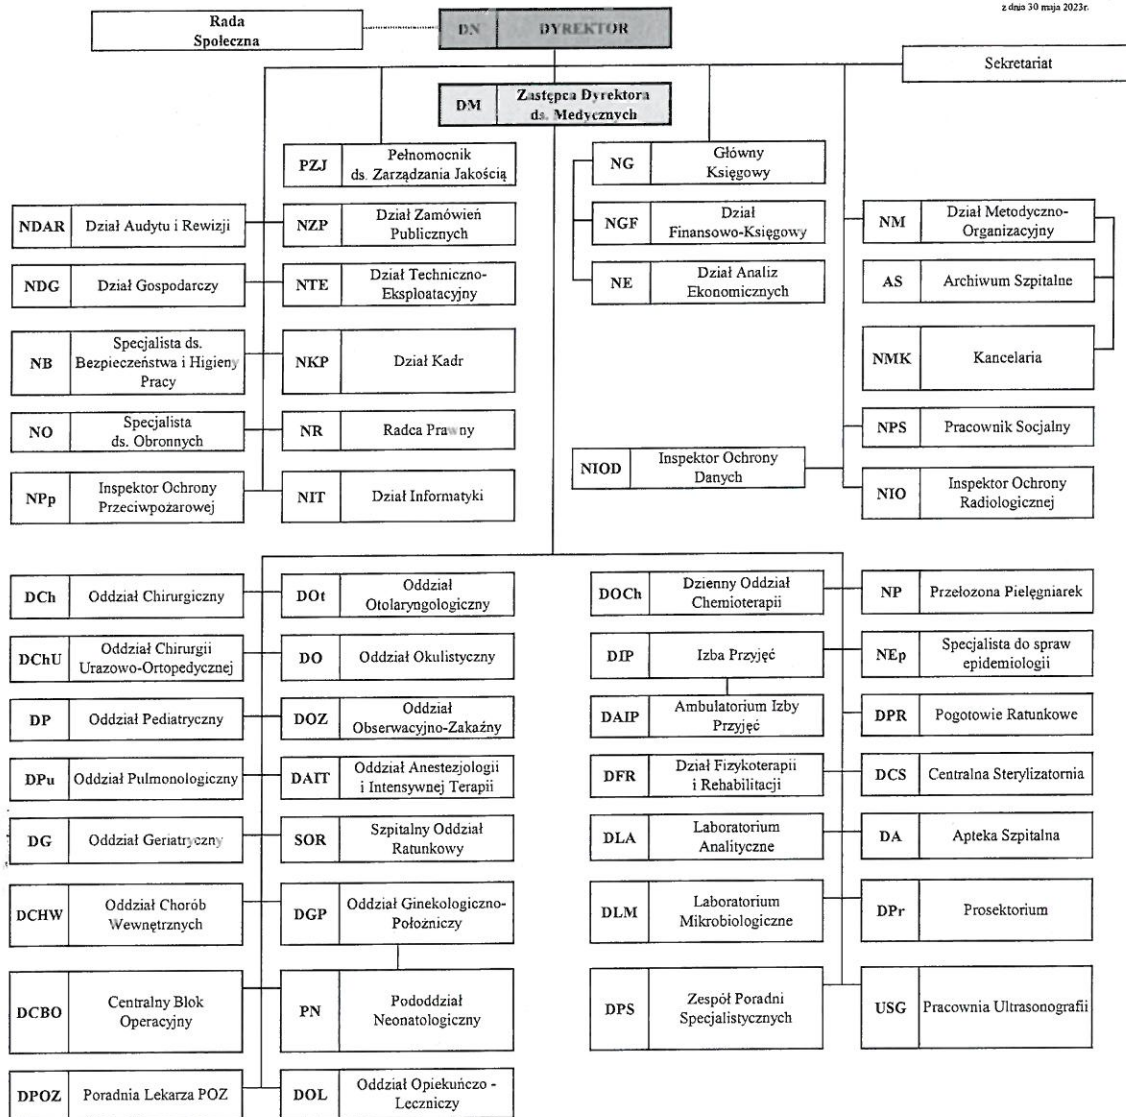 z dnia 30 maja 2023r.
Rada
Społeczna
DN DYREKTOR
Sekretariat
DM
Zastępca Dyrektora
ds. Medycznych
PZJ
Pełnomocnik
ds. Zarządzania Jakością
NG
Główny
Księgowy
NDAR Dział Audytu i Rewizji
NZP
Dział Zamówień
Publicznych
NGF
Dział
Finansowo-Księgowy
NM
Dział Metodyczno-
Organizacyjny
NDG Dział Gospodarczy
NTE
Dział Techniczno-
Eksploatacyjny
NE
Dział Analiz
Ekonomicznych
AS Archiwum Szpitalne
NB
Specjalista ds.
Bezpieczeństwa i Higieny
Pracy
NKP Dział Kadr
NMK Kancelaria
NO
Specjalista
ds. Obronnych
NR Radca Prawny
NPS Pracownik Socjalny
NIOD
Inspektor Ochrony
Danych
NPp
Inspektor Ochrony
Przeciwpożarowej
NIT Dział Informatyki
NIO
Inspektor Ochrony
Radiologicznej
DCh Oddział Chirurgiczny
DOt
Oddział
Otolaryngologiczny
DOCh
Dzienny Oddział
Chemioterapii
NP Przełozona Pielęgniarek
DChU
Oddział Chirurgii
Urazowo-Ortopedycznej
DO Oddział Okulistyczny
DIP Izba Przyjęć
NEp
Specjalista do spraw
epidemiologii
DP Oddział Pediatryczny
DOZ
Oddział
Obserwacyjno-Zakaźny
DAIP
Ambulatorium Izby
Przyjęć
DPR Pogotowie Ratunkowe
DPu Oddział Pulmonologiczny
DAIT
Oddział Anestezjologii
i Intensywnej Terapii
DFR
Dział Fizykoterapii
i Rehabilitacji
DCS Centralna Sterylizatornia
DG Oddział Geriatryczny
SOR
Szpitalny Oddział
Ratunkowy
DLA
Laboratorium
Analityczne
DA Apteka Szpitalna
DCHW
Oddział Chorób
Wewnętrznych
DGP
Oddział Ginekologiczno-
Położniczy
DLM
Laboratorium
Mikrobiologiczne
DPr Prosektorium
DCBO
Centralny Blok
Operacyjny
PN
Pododdział
Neonatologiczny
DPS
Zespół Poradni
Specjalistycznych
USG Pracownia Ultrasonografii
DPOZ Poradnia Lekarza POZ
DOL
Oddział Opiekuńczo -
Leczniczy